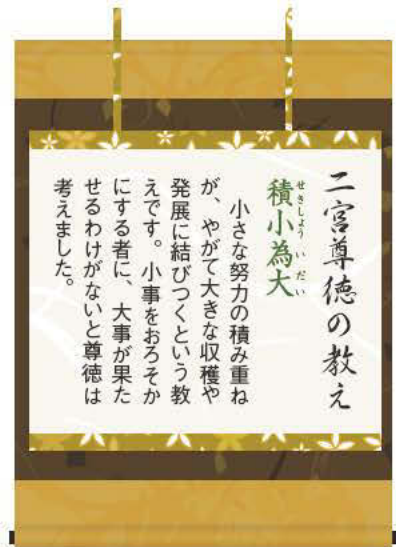 二宮尊徳の教え
せきしょういだい
積小為大
小さな努力の積み重ね
が、やがて大きな収穫や
発展に結びつくという教
えです。小事をおろそか
にする者に、大事が果た
せるわけがないと尊徳は
考えました。